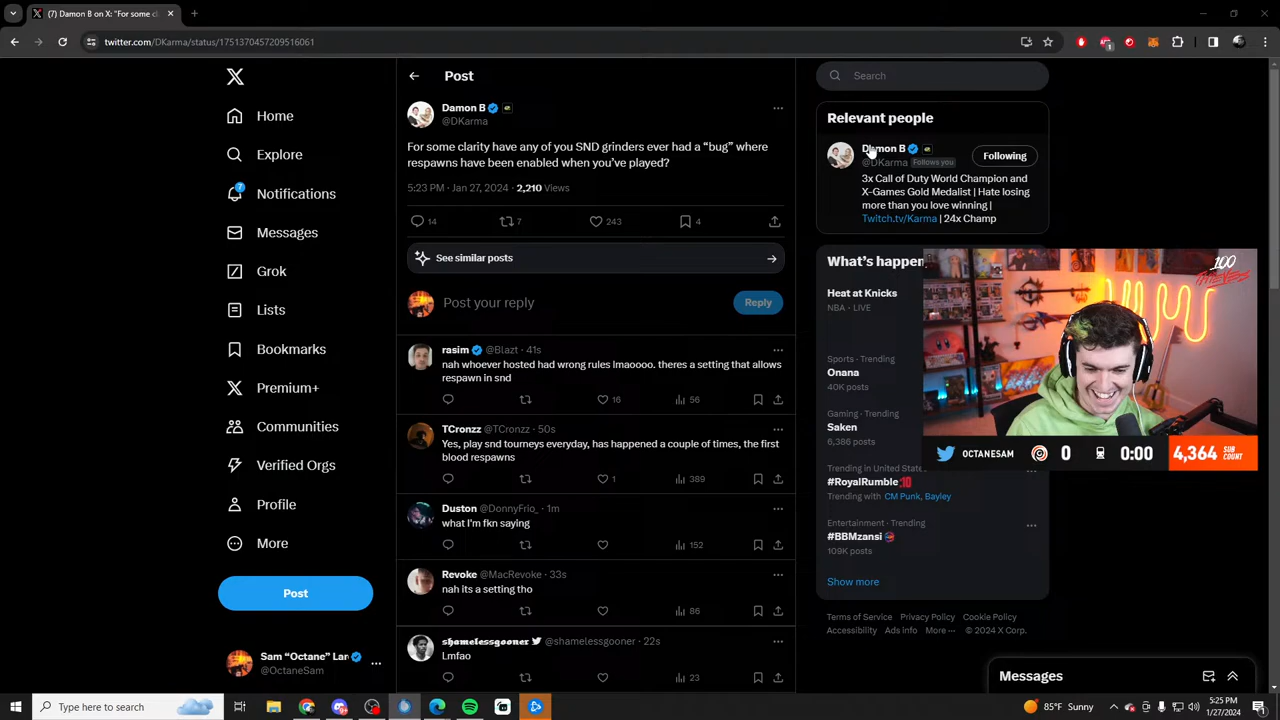 (7) Damon B on X: "For some cl
twitter.com/DKarma/status/1751370457209516061
Home
Explore
7
Notifications
Messages
Grok
Lists
Bookmarks
Premium+
Communities
Verified Orgs
Profile
More
Post
Sam “Octane” Lar
@OctaneSam
Post
Damon B
@DKarma
For some clarity have any of you SND grinders ever had a “bug” where
respawns have been enabled when you’ve played?
5:23 PM · Jan 27, 2024 · 2,210 Views
14 7 243 4
See similar posts
Post your reply
Reply
rasim @Blazt · 41s
nah whoever hosted had wrong rules lmaoooo. theres a setting that allows
respawn in snd
16 56
TCronzz @TCronzz · 50s
Yes, play snd tourneys everyday, has happened a couple of times, the first
blood respawns
1 389
Duston @DonnyFrio_ · 1m
what I'm fkn saying
152
Revoke @MacRevoke · 33s
nah its a setting tho
86
shamelessgooner @shamelessgooner · 22s
Lmfao
23
Search
Relevant people
Damon B
@DKarma Follows you
Following
3x Call of Duty World Champion and
X-Games Gold Medalist | Hate losing
more than you love winning |
Twitch.tv/Karma | 24x Champ
What’s happen
Heat at Knicks
NBA · LIVE
Sports · Trending
Onana
40K posts
Gaming · Trending
Saken
6,386 posts
Trending in United State
#RoyalRumble
Trending with CM Punk, Bayley
Entertainment · Trending
#BBMzansi
109K posts
Show more
100
THIEVES
OCTANESAM 0 0:00 4,364 SUB COUNT
Terms of Service Privacy Policy Cookie Policy
Accessibility Ads info More ··· © 2024 X Corp.
Messages
Type here to search
85°F Sunny
5:25 PM
1/27/2024